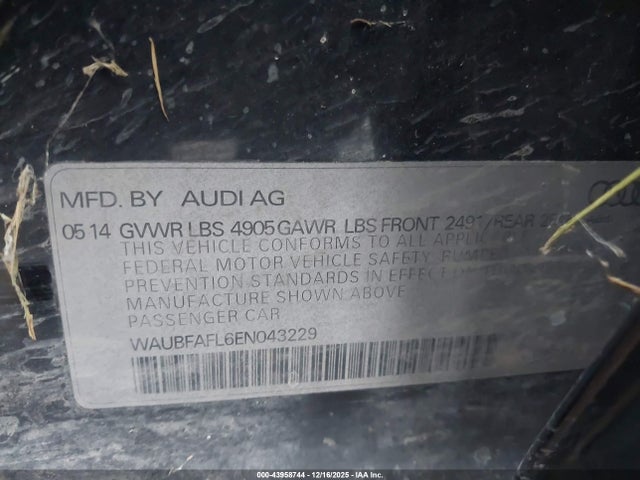 MFD. BY AUDI AG
05 14 GVWR LBS 4905 GAWR LBS FRONT 2491/REAR
THIS VEHICLE CONFORMS TO ALL
FEDERAL MOTOR VEHICLE SAFETY,
PREVENTION STANDARDS IN EFFECT
MANUFACTURE SHOWN ABOVE
PASSENGER CAR
WAUBFAFL6EN043229
000-43958744 - 12/16/2025 - IAA Inc.